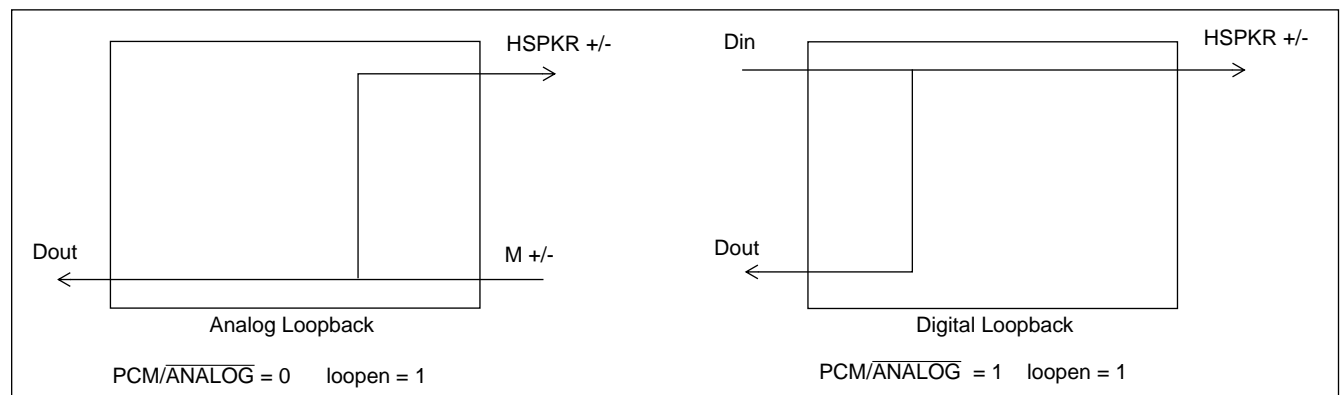 HSPKR +/-
Dout
M +/-
Analog Loopback
PCM/ANALOG = 0 loopen = 1
Din
HSPKR +/-
Dout
Digital Loopback
PCM/ANALOG = 1 loopen = 1